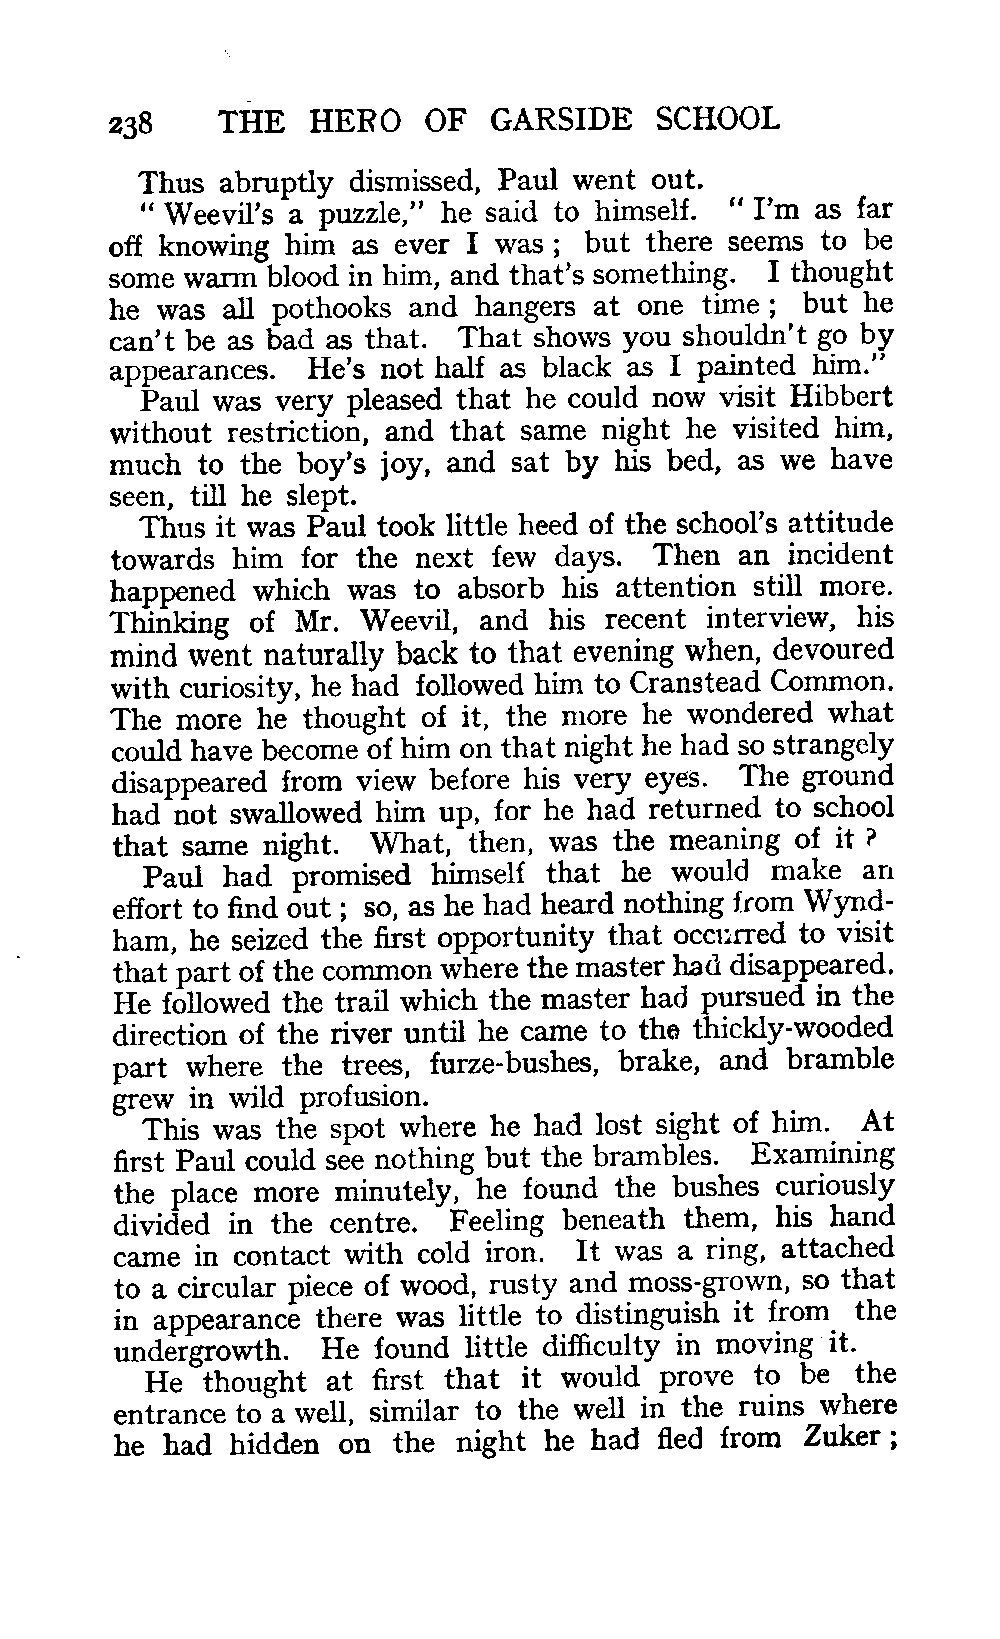 238 THE HERO OF GARSIDE SCHOOL
Thus abruptly dismissed, Paul went out.
" Weevil's a puzzle," he said to himself. " I'm as far
off knowing him as ever I was ; but there seems to be
some warm blood in him, and that's something. I thought
he was all pothooks and hangers at one time ; but he
can't be as bad as that. That shows you shouldn't go by
appearances. He's not half as black as I painted him."
Paul was very pleased that he could now visit Hibbert
without restriction, and that same night he visited him,
much to the boy's joy, and sat by his bed, as we have
seen, till he slept.
Thus it was Paul took little heed of the school's attitude
towards him for the next few days. Then an incident
happened which was to absorb his attention still more.
Thinking of Mr. Weevil, and his recent interview, his
mind went naturally back to that evening when, devoured
with curiosity, he had followed him to Cranstead Common.
The more he thought of it, the more he wondered what
could have become of him on that night he had so strangely
disappeared from view before his very eyes. The ground
had not swallowed him up, for he had returned to school
that same night. What, then, was the meaning of it ?
Paul had promised himself that he would make an
effort to find out ; so, as he had heard nothing from Wynd-
ham, he seized the first opportunity that occurred to visit
that part of the common where the master had disappeared.
He followed the trail which the master had pursued in the
direction of the river until he came to the thickly-wooded
part where the trees, furze-bushes, brake, and bramble
grew in wild profusion.
This was the spot where he had lost sight of him. At
first Paul could see nothing but the brambles. Examining
the place more minutely, he found the bushes curiously
divided in the centre. Feeling beneath them, his hand
came in contact with cold iron. It was a ring, attached
to a circular piece of wood, rusty and moss-grown, so that
in appearance there was little to distinguish it from the
undergrowth. He found little difficulty in moving it.
He thought at first that it would prove to be the
entrance to a well, similar to the well in the ruins where
he had hidden on the night he had fled from Zuker ;